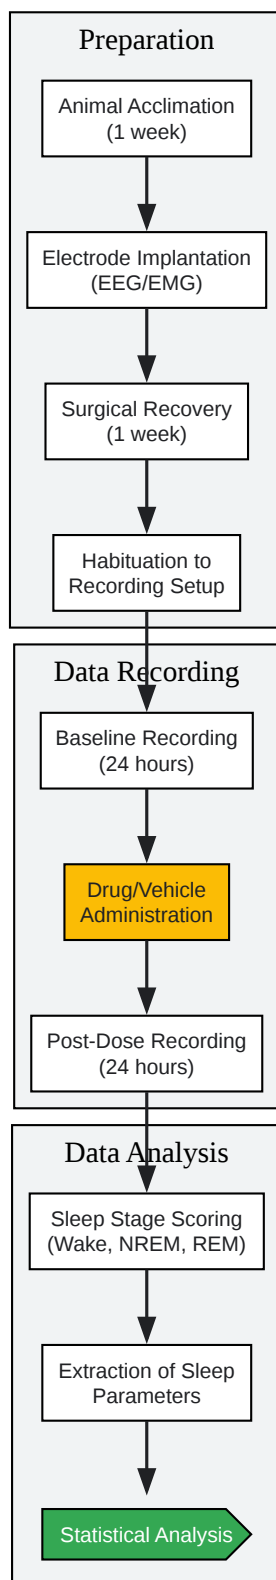 Preparation
Animal Acclimation
(1 week)
Electrode Implantation
(EEG/EMG)
Surgical Recovery
(1 week)
Habituation to
Recording Setup
Data Recording
Baseline Recording
(24 hours)
Drug/Vehicle
Administration
Post-Dose Recording
(24 hours)
Data Analysis
Sleep Stage Scoring
(Wake, NREM, REM)
Extraction of Sleep
Parameters
Statistical Analysis